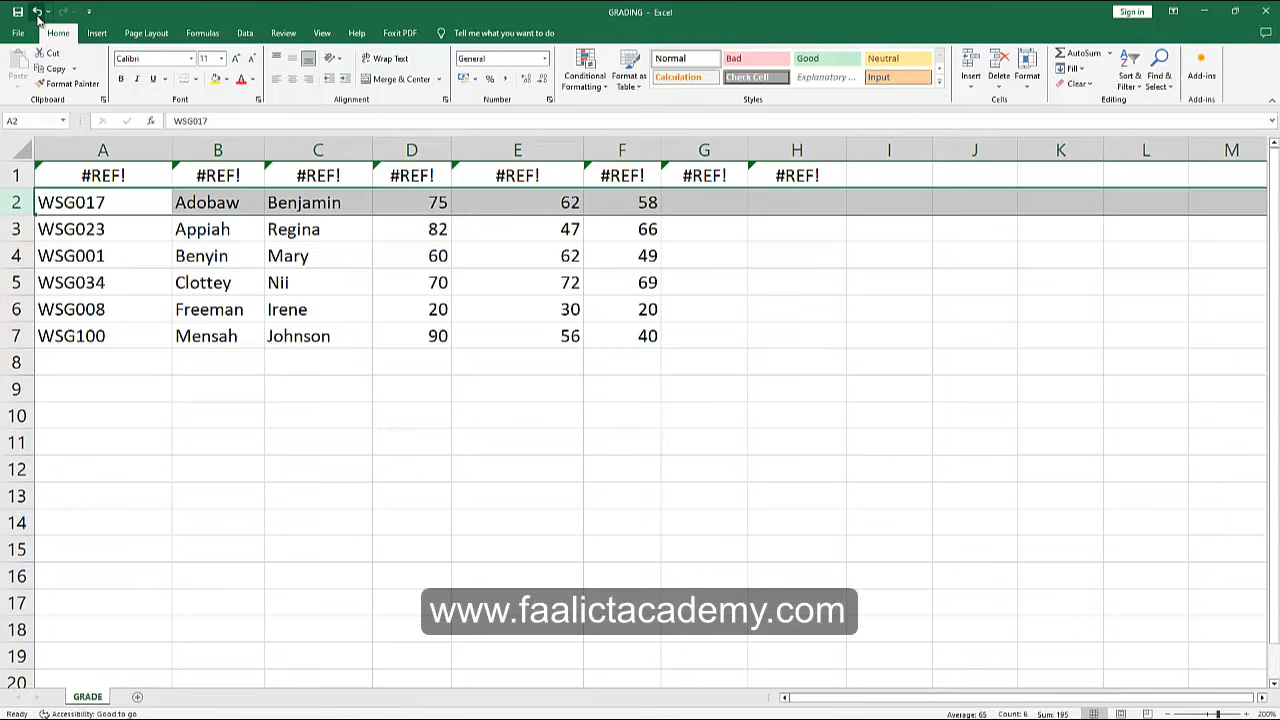 GRADING - Excel
Sign in
File Home Insert Page Layout Formulas Data Review View Help Foxit PDF Tell me what you want to do
Paste
Cut
Copy
Format Painter
Clipboard
Calibri 11
B I U
Font
Wrap Text
Merge & Center
Alignment
General
Number
Conditional Formatting
Format as Table
Normal Bad Good Neutral
Calculation Check Cell Explanatory ... Input
Styles
Insert Delete Format
Cells
AutoSum
Fill
Clear
Sort & Filter
Find & Select
Editing
Add-ins
Add-ins
A2 fx WSG017
A B C D E F G H I J K L M
1 #REF! #REF! #REF! #REF! #REF! #REF! #REF! #REF!
2 WSG017 Adobaw Benjamin 75 62 58
3 WSG023 Appiah Regina 82 47 66
4 WSG001 Benyin Mary 60 62 49
5 WSG034 Clottey Nii 70 72 69
6 WSG008 Freeman Irene 20 30 20
7 WSG100 Mensah Johnson 90 56 40
8
9
10
11
12
13
14
15
16
17
18
19
20
www.faalictacademy.com
GRADE
Ready Accessibility: Good to go Average: 65 Count: 6 Sum: 195 200%